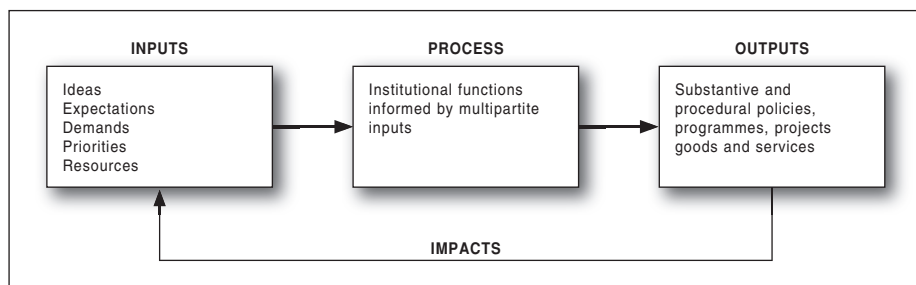 INPUTS
Ideas
Expectations
Demands
Priorities
Resources
PROCESS
Institutional functions
informed by multipartite
inputs
OUTPUTS
Substantive and
procedural policies,
programmes, projects
goods and services
IMPACTS